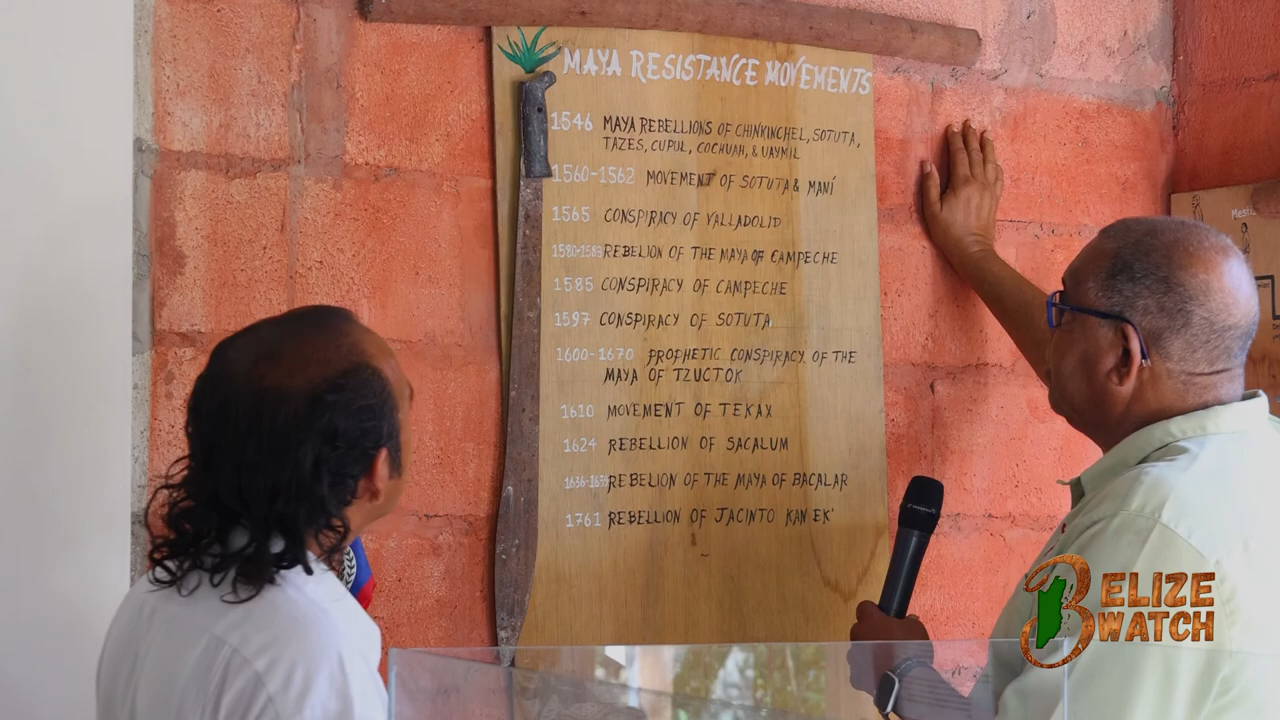 MAYA RESISTANCE MOVEMENTS
1546 MAYA REBELLIONS OF CHINKINCHEL, SOTUTA,
TAZES, CUPUL, COCHUAH, & UAYMIL
1560-1562 MOVEMENT OF SOTUTA & MANÍ
1565 CONSPIRACY OF VALLADOLID
1580-1583 REBELION OF THE MAYA OF CAMPECHE
1585 CONSPIRACY OF CAMPECHE
1597 CONSPIRACY OF SOTUTA
1600-1670 PROPHETIC CONSPIRACY OF THE
MAYA OF TZUCTOK
1610 MOVEMENT OF TEKAX
1624 REBELLION OF SACALUM
REBELION OF THE MAYA OF BACALAR
1761 REBELLION OF JACINTO KAN EK'
BELIZE
WATCH